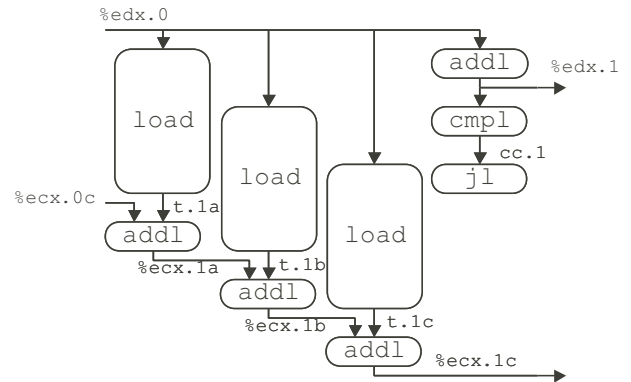 %edx.0
addl
%edx.1
load
cmpl
cc.1
load
jl
%ecx.0c
t.1a
load
addl
%ecx.1a
t.1b
addl
%ecx.1b
t.1c
addl
%ecx.1c